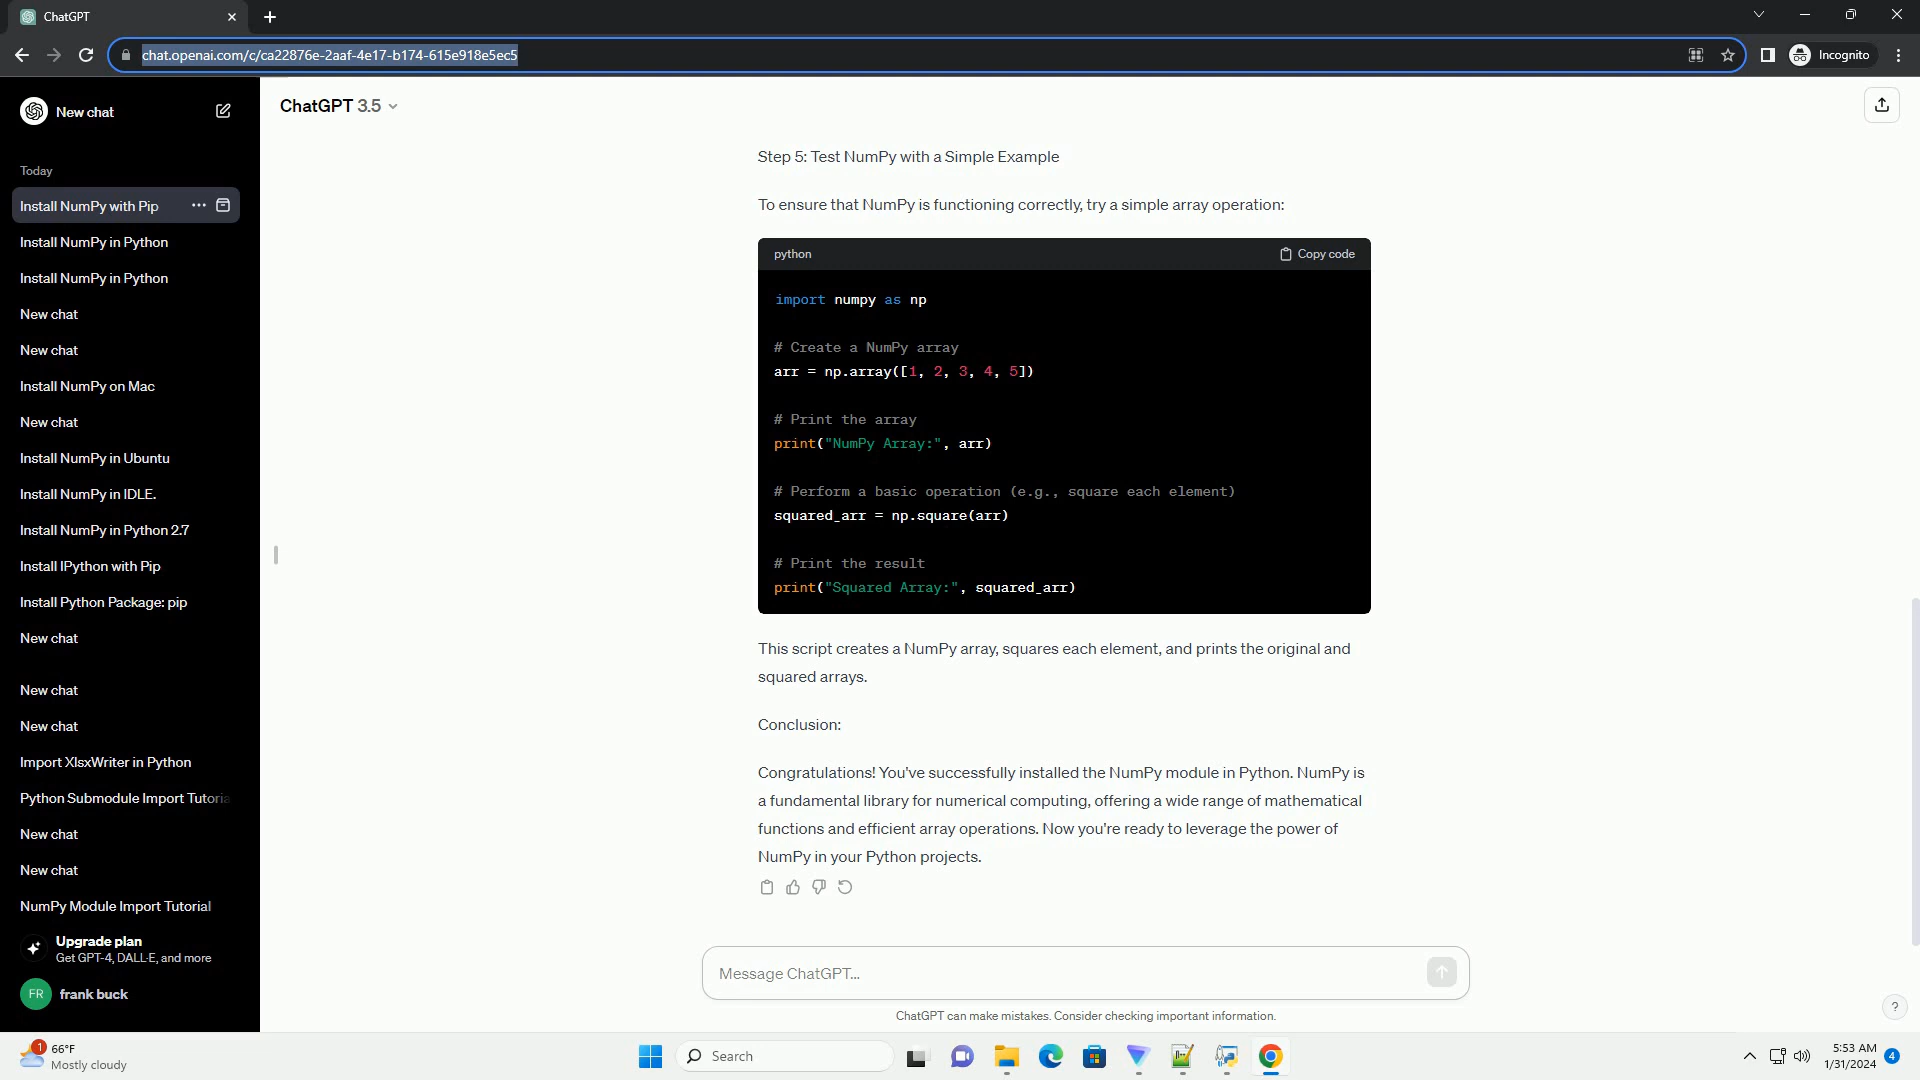 ChatGPT
chat.openai.com/c/ca22876e-2aaf-4e17-b174-615e918e5ec5
Incognito
New chat
Today
Install NumPy with Pip
Install NumPy in Python
Install NumPy in Python
New chat
New chat
Install NumPy on Mac
New chat
Install NumPy in Ubuntu
Install NumPy in IDLE.
Install NumPy in Python 2.7
Install IPython with Pip
Install Python Package: pip
New chat
New chat
New chat
Import XlsxWriter in Python
Python Submodule Import Tutoria
New chat
New chat
NumPy Module Import Tutorial
Upgrade plan
Get GPT-4, DALL·E, and more
FR
frank buck
ChatGPT 3.5
Step 5: Test NumPy with a Simple Example
To ensure that NumPy is functioning correctly, try a simple array operation:
python
Copy code
import numpy as np
# Create a NumPy array
arr = np.array([1, 2, 3, 4, 5])
# Print the array
print("NumPy Array:", arr)
# Perform a basic operation (e.g., square each element)
squared_arr = np.square(arr)
# Print the result
print("Squared Array:", squared_arr)
This script creates a NumPy array, squares each element, and prints the original and
squared arrays.
Conclusion:
Congratulations! You've successfully installed the NumPy module in Python. NumPy is
a fundamental library for numerical computing, offering a wide range of mathematical
functions and efficient array operations. Now you're ready to leverage the power of
NumPy in your Python projects.
Message ChatGPT...
ChatGPT can make mistakes. Consider checking important information.
?
1
66°F
Mostly cloudy
Search
5:53 AM
1/31/2024
4